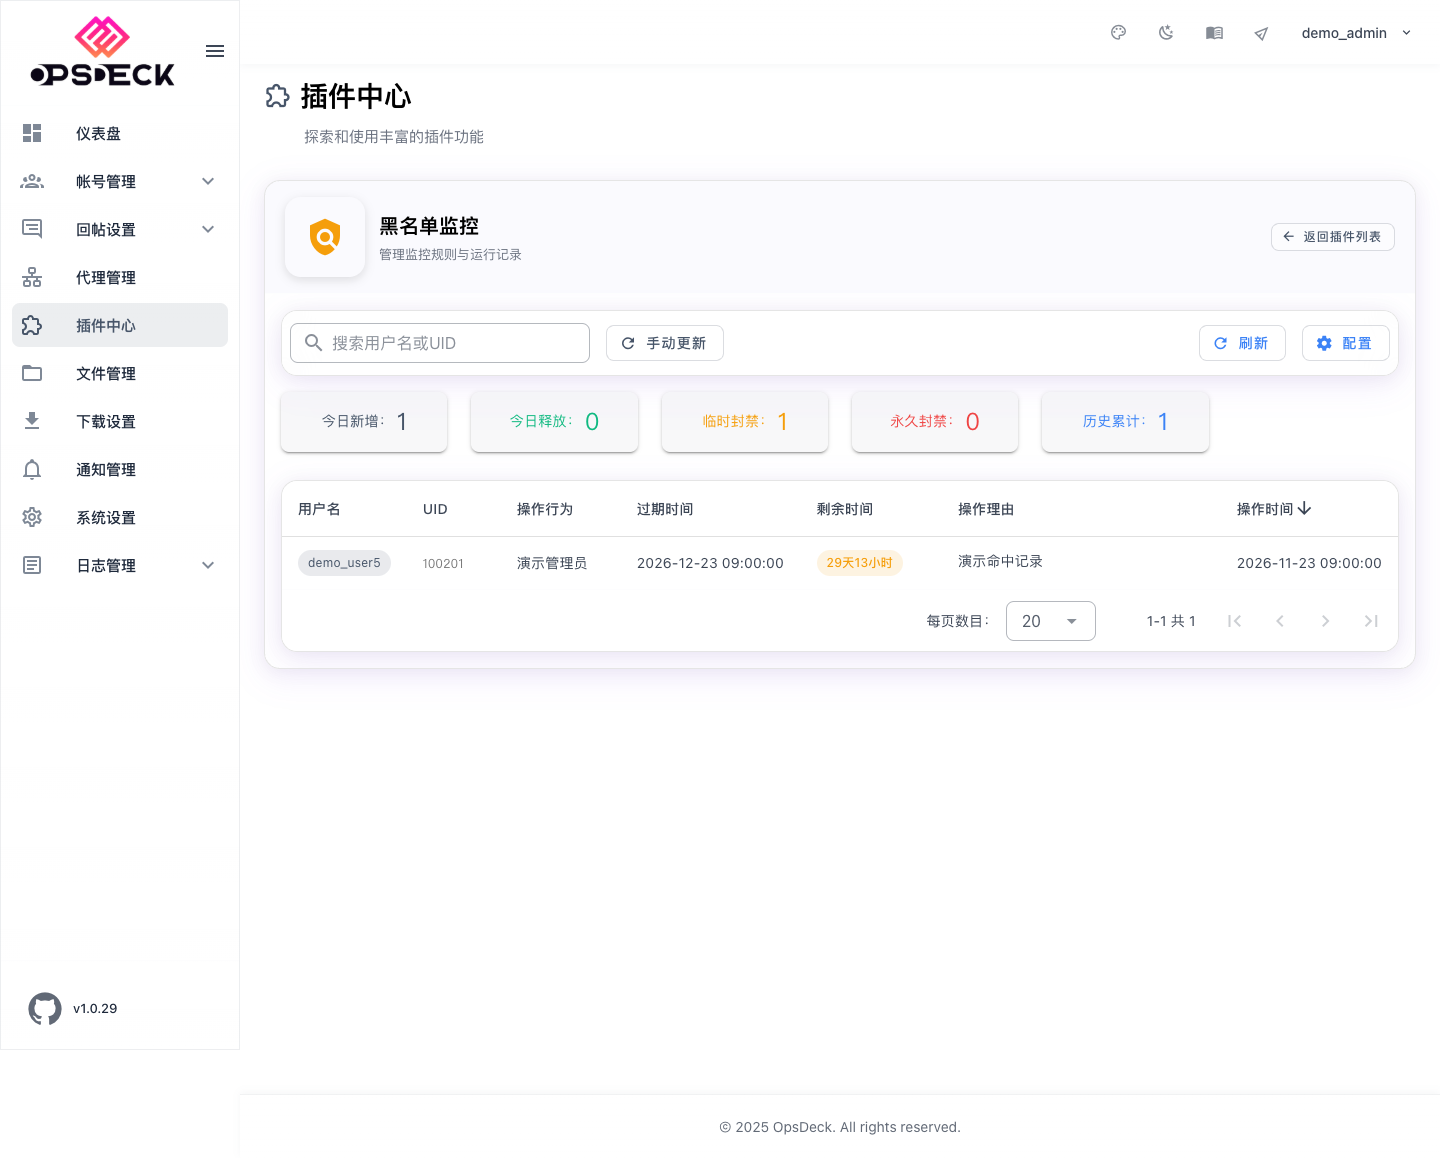 OPSDECK
demo_admin
仪表盘
帐号管理
回帖设置
代理管理
插件中心
文件管理
下载设置
通知管理
系统设置
日志管理
v1.0.29
插件中心
探索和使用丰富的插件功能
黑名单监控
管理监控规则与运行记录
返回插件列表
搜索用户名或UID
手动更新
刷新
配置
今日新增： 1
今日释放： 0
临时封禁： 1
永久封禁： 0
历史累计： 1
用户名 UID 操作行为 过期时间 剩余时间 操作理由 操作时间
demo_user5 100201 演示管理员 2026-12-23 09:00:00 29天13小时 演示命中记录 2026-11-23 09:00:00
每页数目： 20 1-1 共 1
© 2025 OpsDeck. All rights reserved.